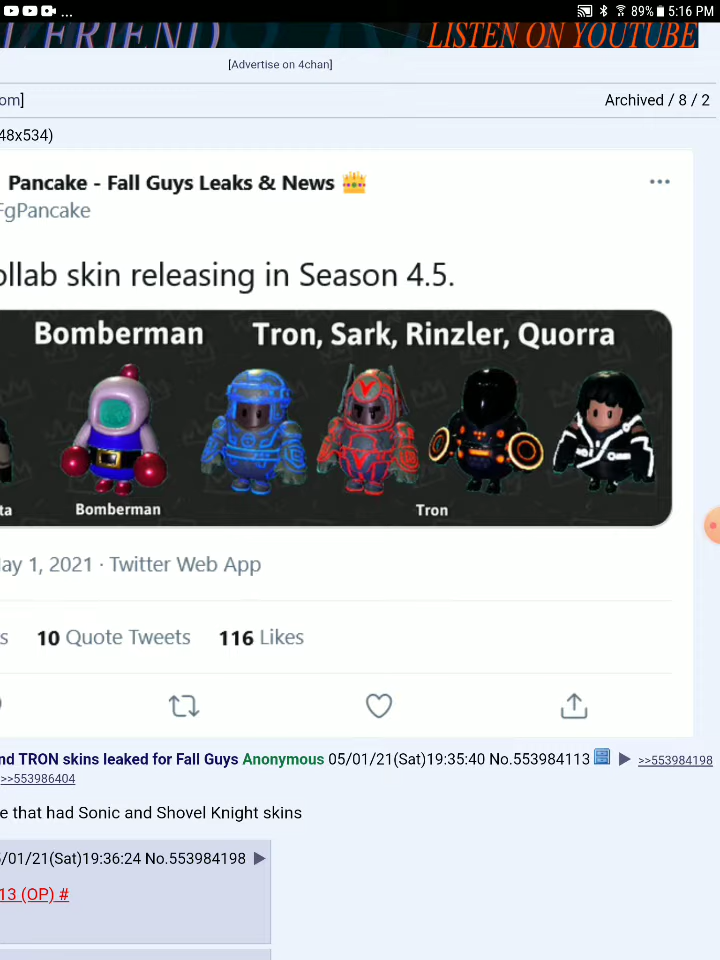 ... 89% 5:16 PM
LFRIEND LISTEN ON YOUTUBE
[Advertise on 4chan]
om] Archived / 8 / 2
48x534)
Pancake - Fall Guys Leaks & News
FgPancake
ollab skin releasing in Season 4.5.
Bomberman Tron, Sark, Rinzler, Quorra
ta Bomberman Tron
ay 1, 2021 · Twitter Web App
s 10 Quote Tweets 116 Likes
nd TRON skins leaked for Fall Guys Anonymous 05/01/21(Sat)19:35:40 No.553984113 ▶ >>553984198
>>553986404
e that had Sonic and Shovel Knight skins
/01/21(Sat)19:36:24 No.553984198 ▶
13 (OP) #